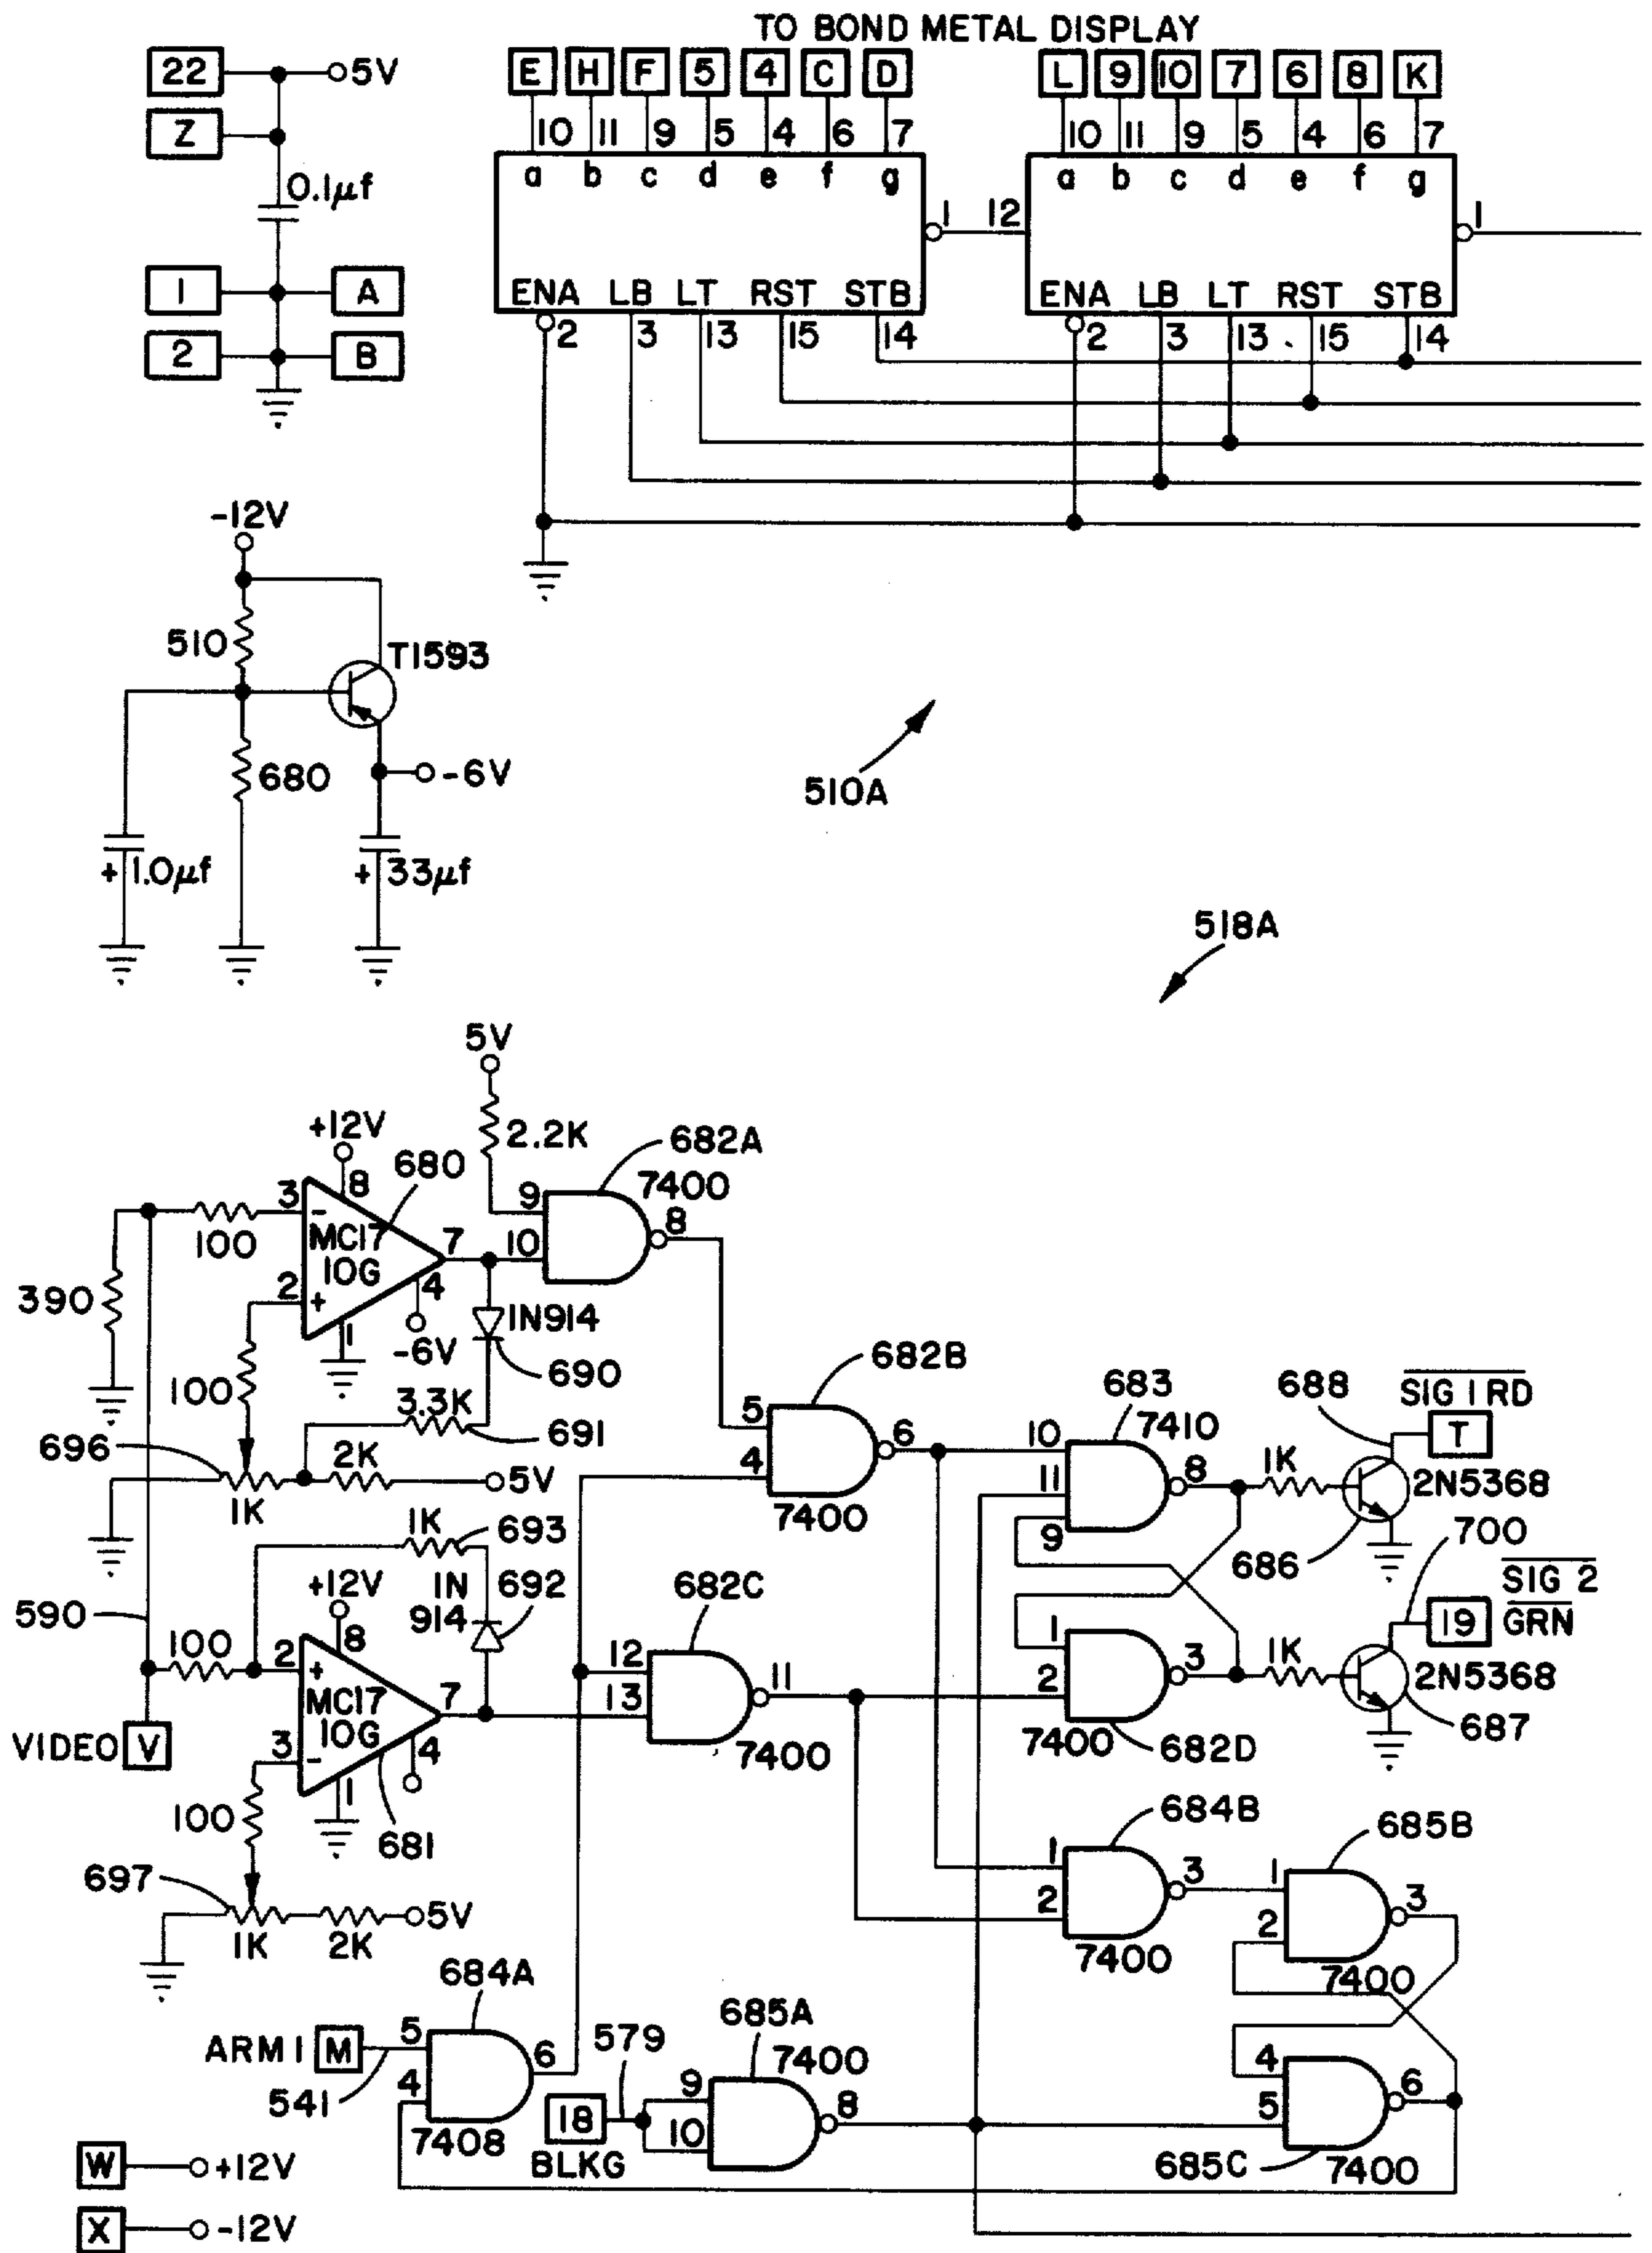 TO BOND METAL DISPLAY
22 5V
E H F 5 4 C D
L 9 10 7 6 8 K
Z
10 11 9 5 4 6 7
10 11 9 5 4 6 7
a b c d e f g
a b c d e f g
0.1µf
1 12 1
1 A
ENA LB LT RST STB
ENA LB LT RST STB
2 B
2 3 13 15 14
2 3 13 15 14
-12V
510
T1593
680
-6V
+ 1.0µf
+ 33µf
510A
518A
5V
2.2K
682A
7400
+12V
680
8
3 -
100
MC17
10G
7
9
10
8
2 +
4
390
1
-6V
1N914
690
100
3.3K
691
696
2K
5V
1K
682B
5
4
6
7400
683
7410
10
11
9
8
1K
688
SIG 1 RD
T
2N5368
686
700
SIG 2
GRN
19
1K 693
+12V
1N
914
692
590
100
8
2 +
MC17
10G
7
682C
12
13
11
7400
1
2
3
1K
2N5368
687
7400
682D
VIDEO V
3 -
4
1
100
681
697
5V
1K 2K
684B
1
2
3
7400
685B
1
2
3
7400
684A
ARM 1 M
5
4
6
541
7408
579
685A
7400
18
BLKG
9
10
8
4
5
6
685C
7400
W +12V
X -12V